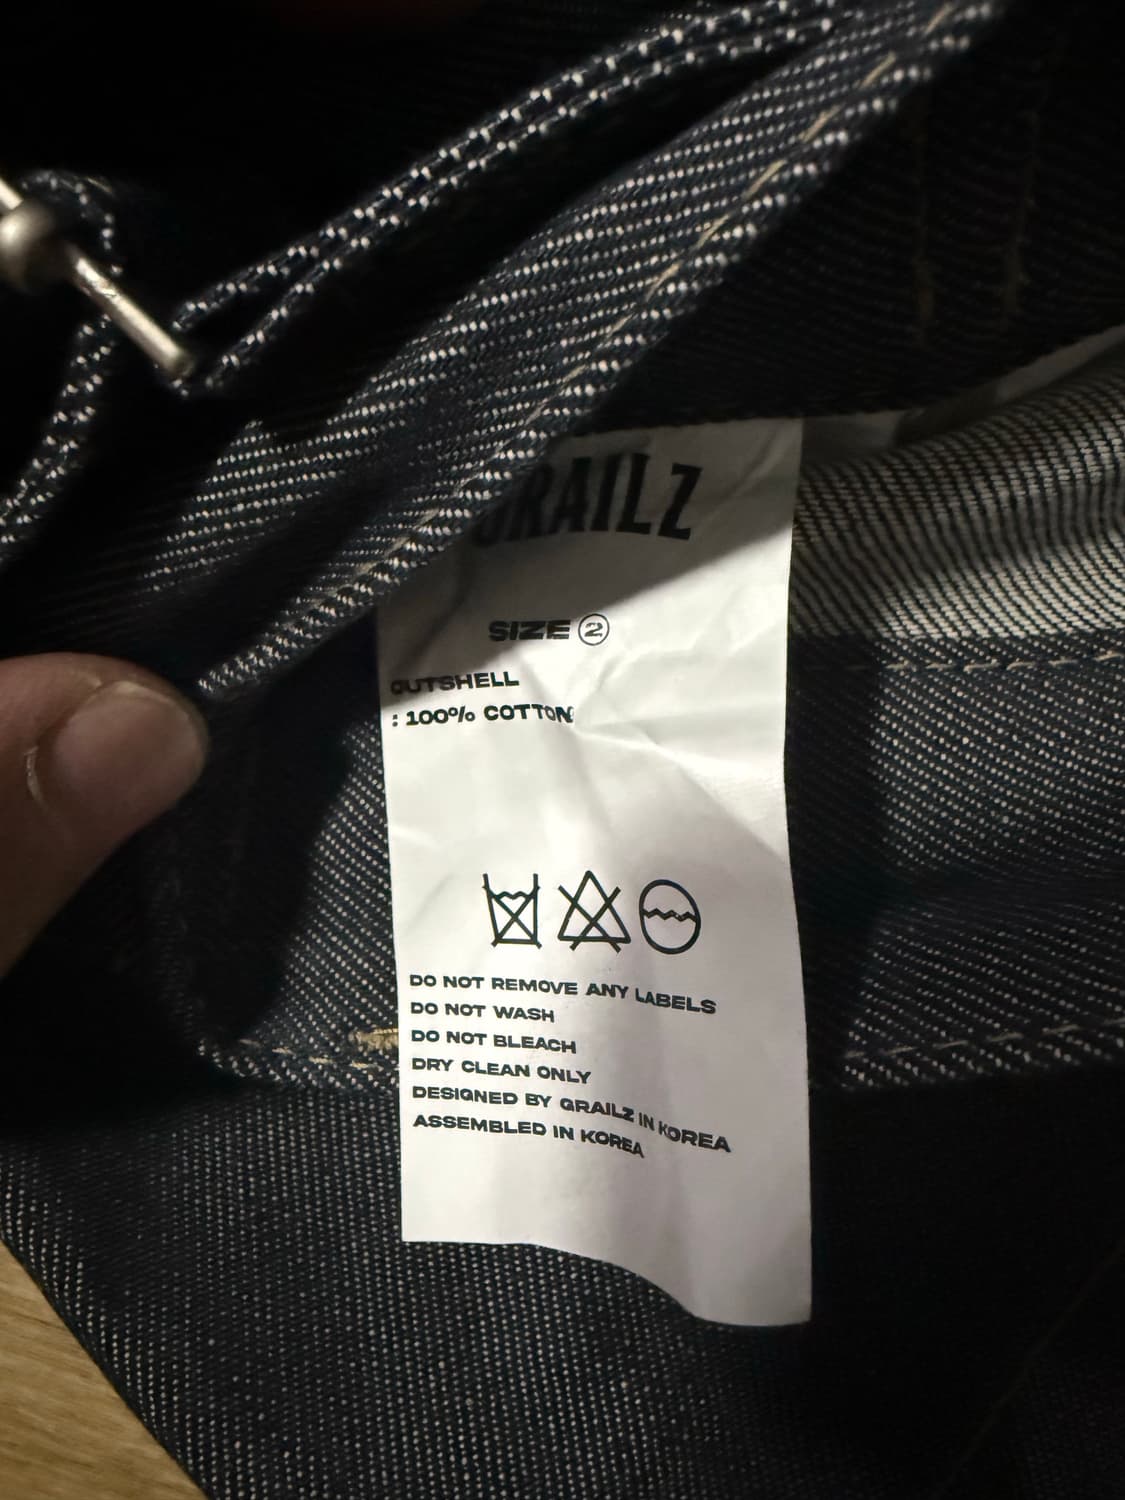 GRAILZ
SIZE ②
OUTSHELL
: 100% COTTON
DO NOT REMOVE ANY LABELS
DO NOT WASH
DO NOT BLEACH
DRY CLEAN ONLY
DESIGNED BY GRAILZ IN KOREA
ASSEMBLED IN KOREA